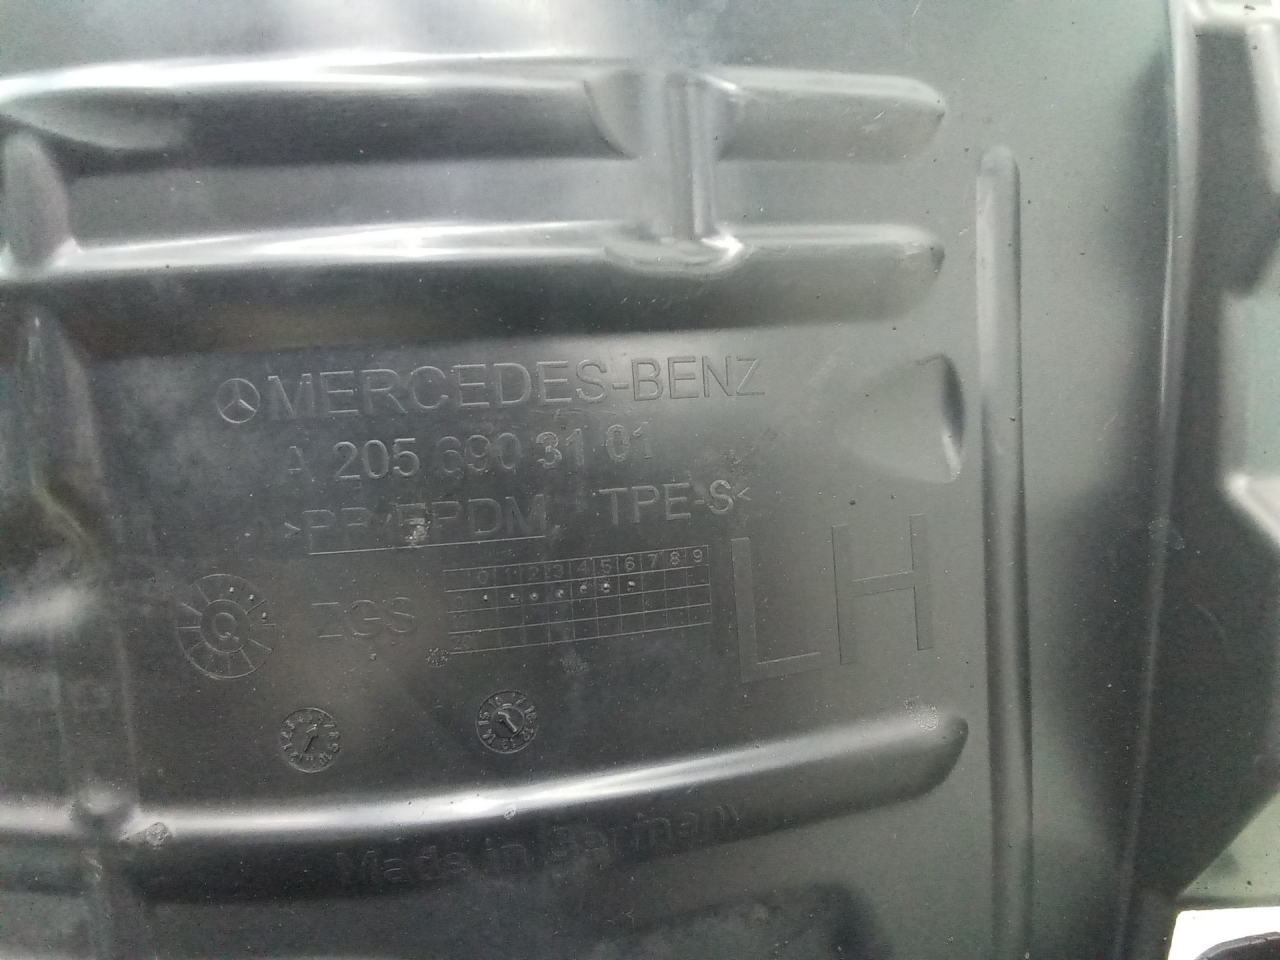 MERCEDES-BENZ
A 205 690 31 01
>PP/EPDM TPE-S<
0 1 2 3 4 5 6 7 8 9
Q
ZGS
LH
Made in Germany